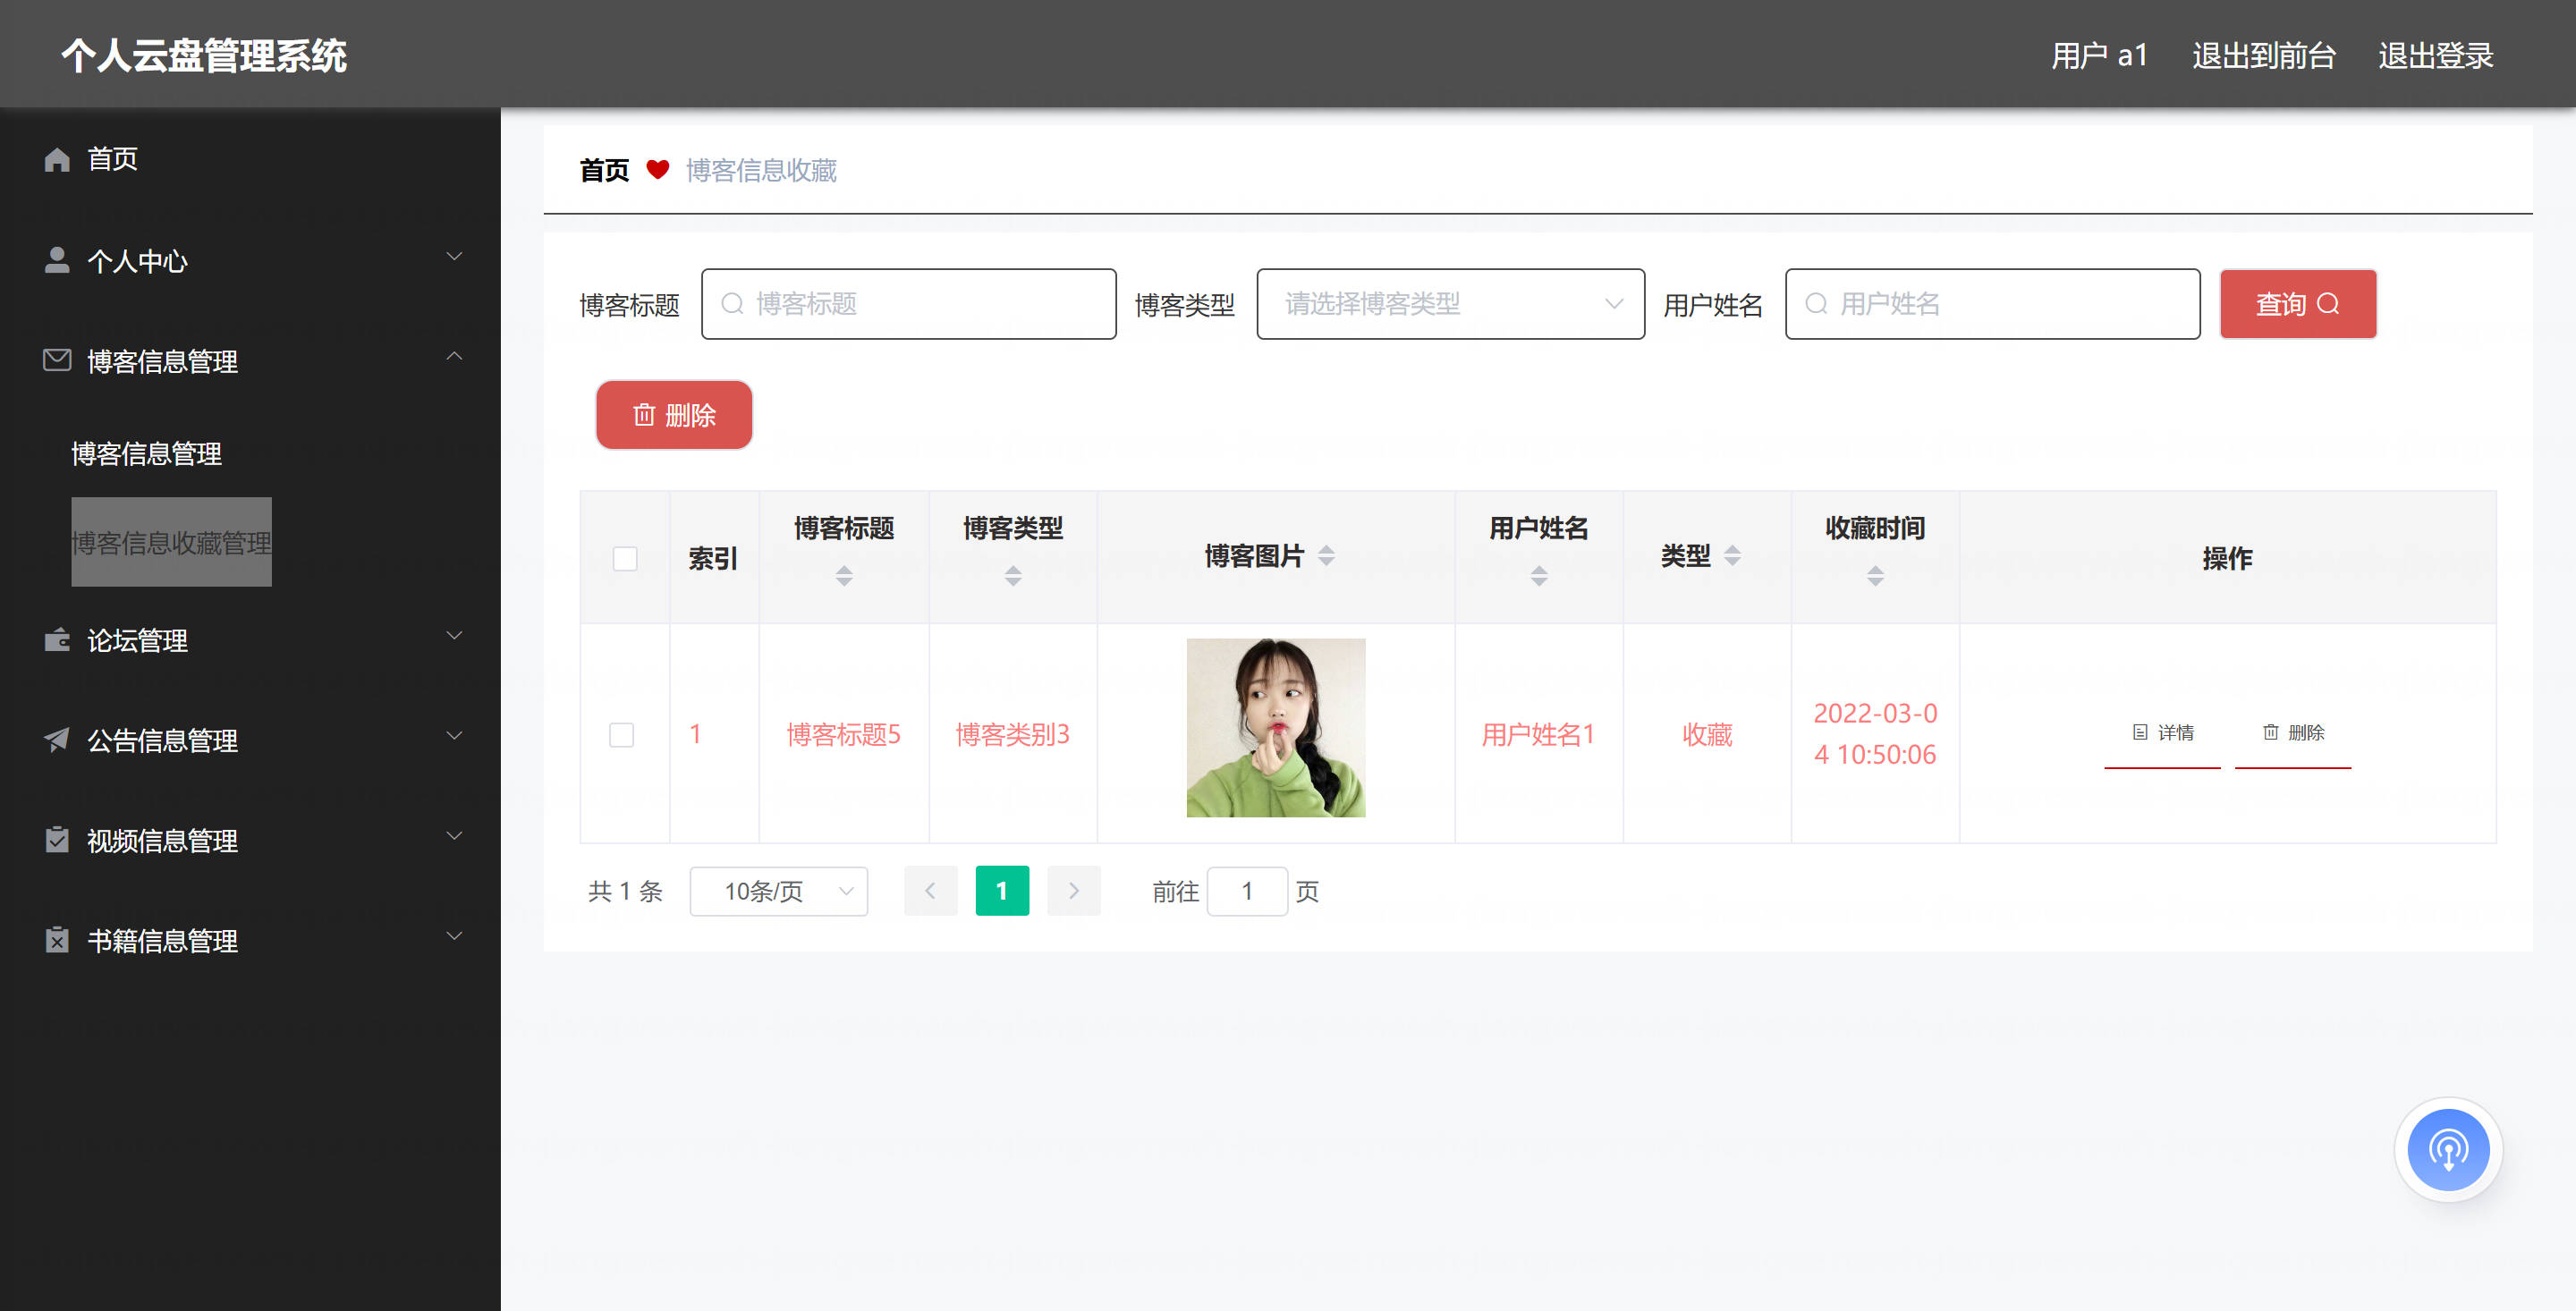 个人云盘管理系统
用户 a1 退出到前台 退出登录
首页
个人中心
博客信息管理
博客信息管理
博客信息收藏管理
论坛管理
公告信息管理
视频信息管理
书籍信息管理
首页 博客信息收藏
博客标题 博客标题 博客类型 请选择博客类型 用户姓名 用户姓名 查询
删除
索引 博客标题 博客类型 博客图片 用户姓名 类型 收藏时间 操作
1 博客标题5 博客类别3 用户姓名1 收藏 2022-03-0
4 10:50:06 详情 删除
共 1 条 10条/页 1 前往 1 页